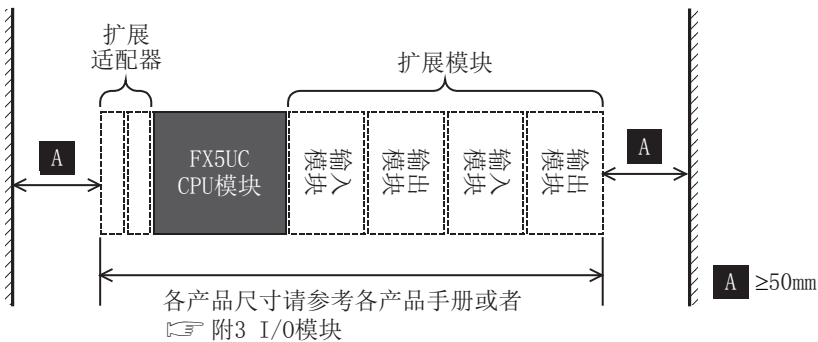 扩展
适配器
扩展模块
A
FX5UC
CPU模块
输入
模块
输出
模块
输入
模块
输出
模块
A
A ≥50mm
各产品尺寸请参考各产品手册或者
☞ 附3 I/O模块